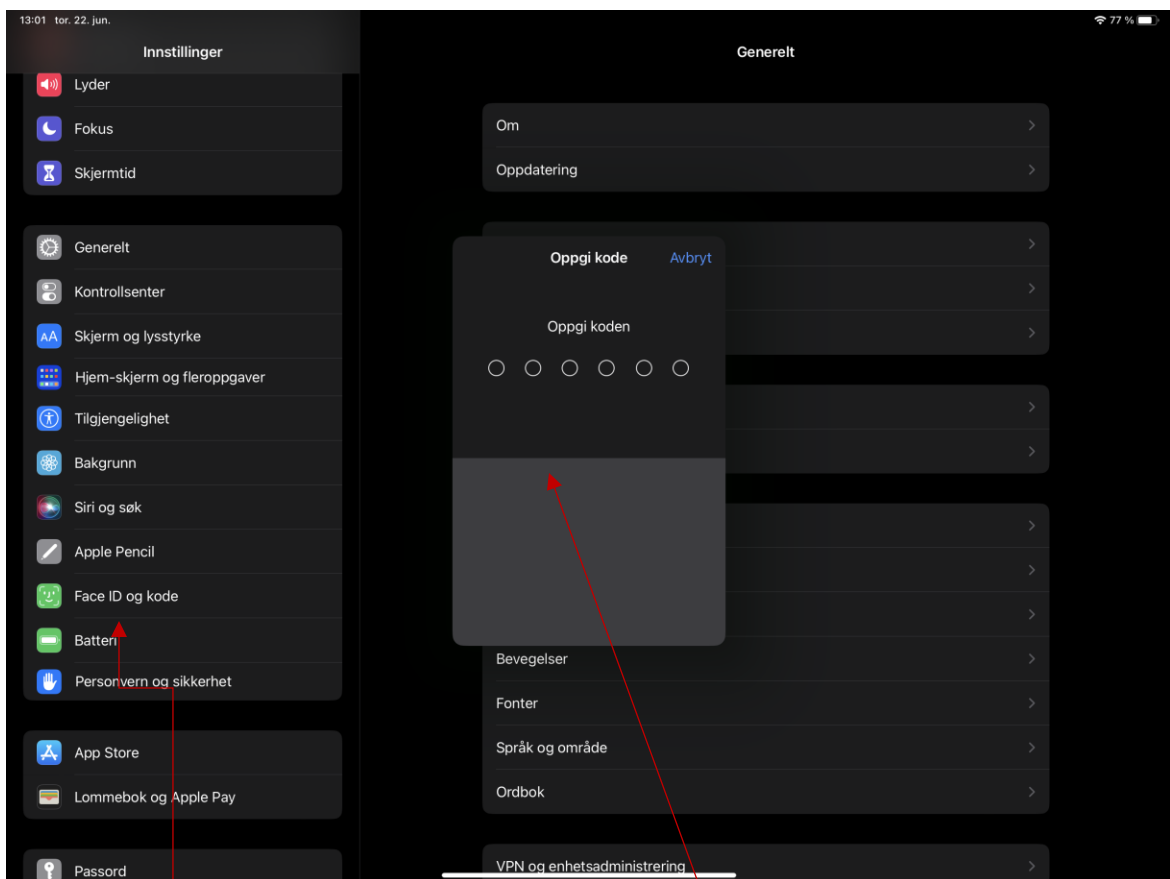 13:01 tor. 22. jun.
77 %
Innstillinger
Lyder
Fokus
Skjermtid
Generelt
Kontrollsenter
AA
Skjerm og lysstyrke
Hjem-skjerm og fleroppgaver
Tilgjengelighet
Bakgrunn
Siri og søk
Apple Pencil
Face ID og kode
Batteri
Personvern og sikkerhet
App Store
Lommebok og Apple Pay
Passord
Generelt
Om
Oppdatering
Oppgi kode
Avbryt
Oppgi koden
Bevegelser
Fonter
Språk og område
Ordbok
VPN og enhetsadministrering